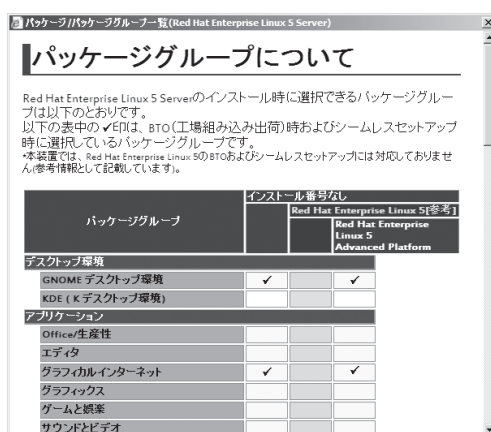 パッケージ/パッケージグループ一覧(Red Hat Enterprise Linux 5 Server)
パッケージグループについて
Red Hat Enterprise Linux 5 Serverのインストール時に選択できるパッケージグルー
プは以下のとおりです。
以下の表中の✓印は、BTO(工場組み込み出荷)時およびシームレスセットアップ
時に選択しているパッケージグループです。
*本装置では、Red Hat Enterprise Linux 5のBTOおよびシームレスセットアップには対応しておりませ
ん(参考情報として記載しています)。
パッケージグループ
インストール番号なし
Red Hat Enterprise Linux 5[参考]
Red Hat Enterprise
Linux 5
Advanced Platform
デスクトップ環境
GNOME デスクトップ環境 ✓ ✓
KDE ( K デスクトップ環境)
アプリケーション
Office/生産性
エディタ
グラフィカルインターネット ✓ ✓
グラフィックス
ゲームと娯楽
サウンドとビデオ